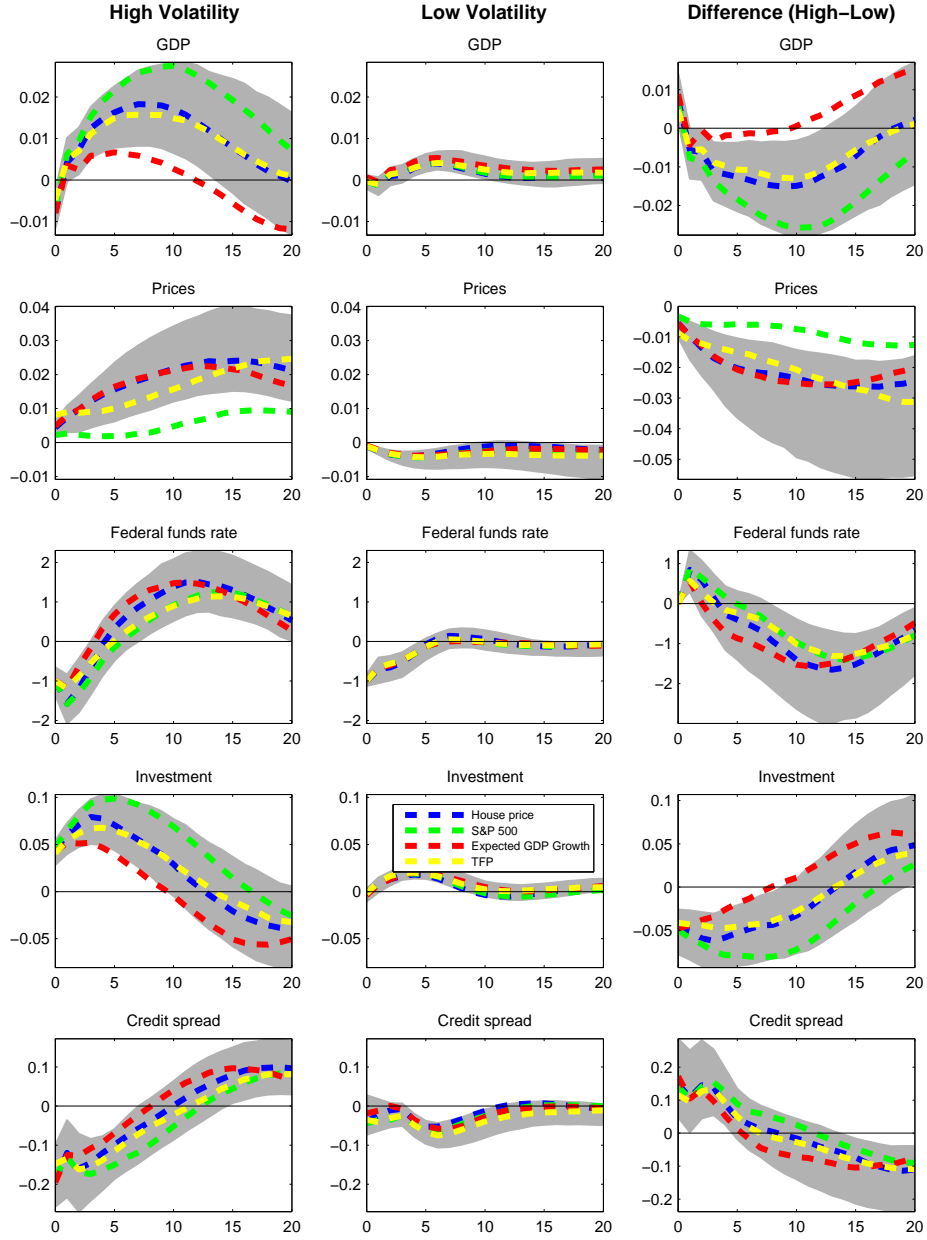 High Volatility Low Volatility Difference (High−Low)
GDP GDP GDP
0.02
0.01
0
−0.01
0 5 10 15 20
0.02
0.01
0
−0.01
0 5 10 15 20
0.01
0
−0.01
−0.02
0 5 10 15 20
Prices Prices Prices
0.04
0.03
0.02
0.01
0
−0.01
0 5 10 15 20
0.04
0.03
0.02
0.01
0
−0.01
0 5 10 15 20
0
−0.01
−0.02
−0.03
−0.04
−0.05
0 5 10 15 20
Federal funds rate Federal funds rate Federal funds rate
2
1
0
−1
−2
0 5 10 15 20
2
1
0
−1
−2
0 5 10 15 20
1
0
−1
−2
0 5 10 15 20
Investment Investment Investment
0.1
0.05
0
−0.05
0 5 10 15 20
0.1
0.05
0
−0.05
0 5 10 15 20
House price
S&P 500
Expected GDP Growth
TFP
0.1
0.05
0
−0.05
0 5 10 15 20
Credit spread Credit spread Credit spread
0.1
0
−0.1
−0.2
0 5 10 15 20
0.1
0
−0.1
−0.2
0 5 10 15 20
0.2
0.1
0
−0.1
−0.2
0 5 10 15 20